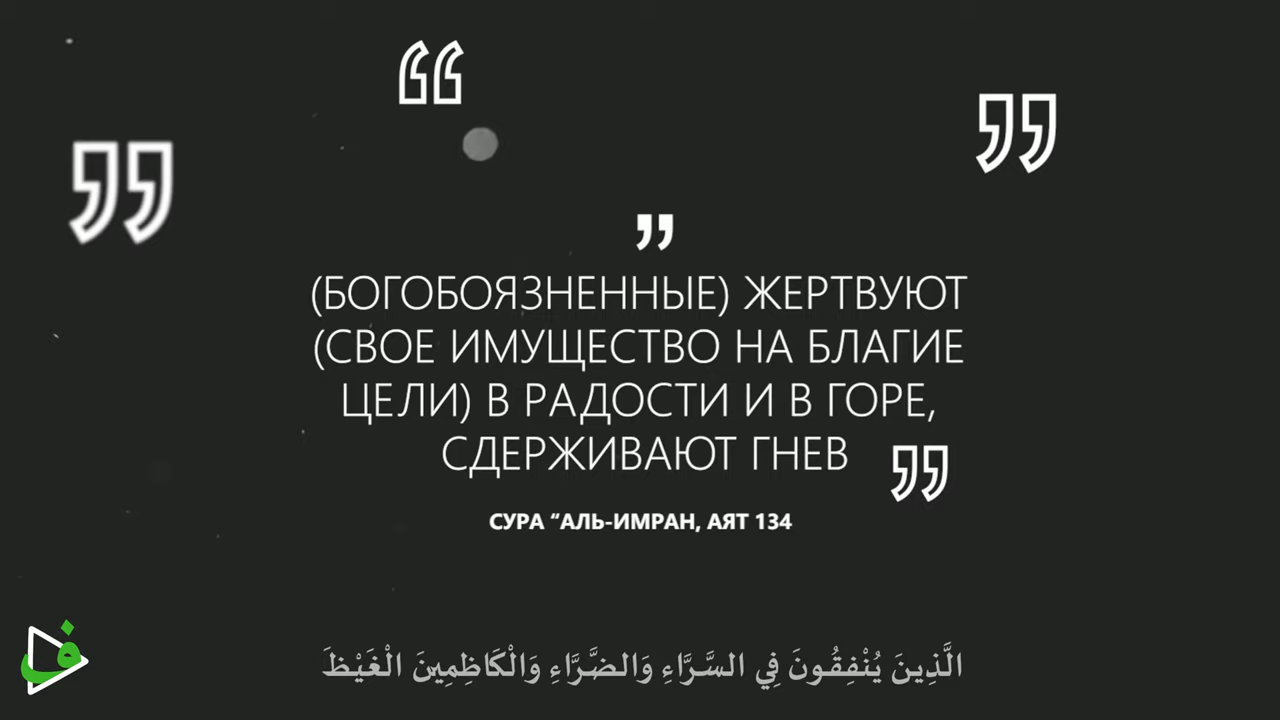 (БОГОБОЯЗНЕННЫЕ) ЖЕРТВУЮТ
(СВОЕ ИМУЩЕСТВО НА БЛАГИЕ
ЦЕЛИ) В РАДОСТИ И В ГОРЕ,
СДЕРЖИВАЮТ ГНЕВ
СУРА “АЛЬ-ИМРАН, АЯТ 134
الَّذِينَ يُنْفِقُونَ فِي السَّرَّاءِ وَالضَّرَّاءِ وَالْكَاظِمِينَ الْغَيْظَ